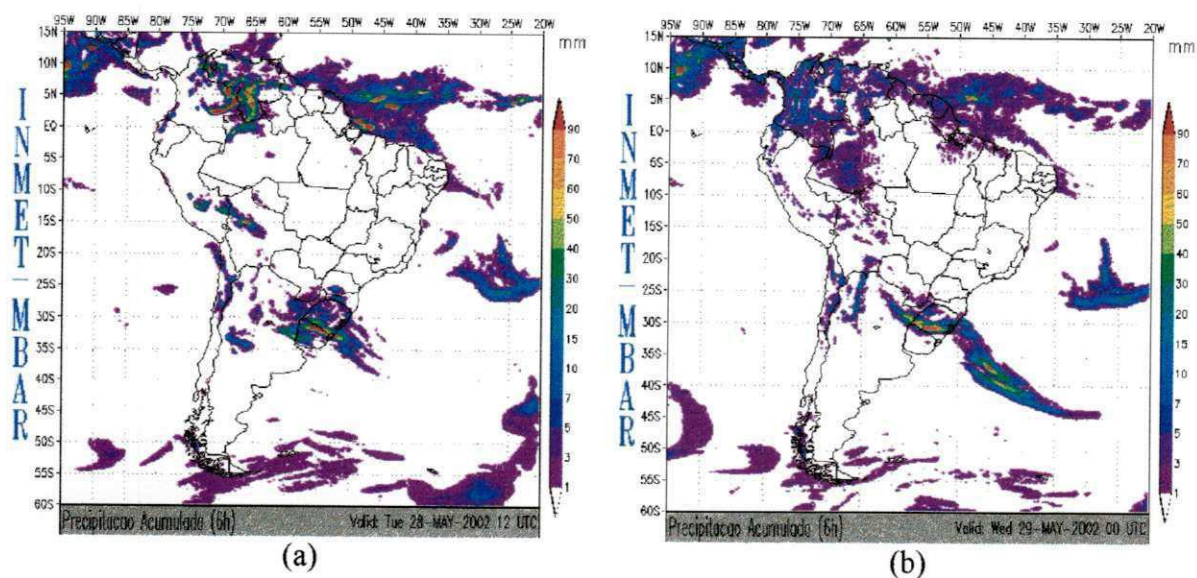 95W 90W 85W 80W 75W 70W 65W 60W 55W 50W 45W 40W 35W 30W 25W 20W
15N
10N
5N
EQ
5S
10S
15S
20S
25S
30S
35S
40S
45S
50S
55S
60S
INMET-MBAR
mm
90
70
50
40
30
20
15
10
7
5
3
1
Precipitacao Acumulada (6h) Valid: Tue 28-MAY-2002 12 UTC
(a)
95W 90W 85W 80W 75W 70W 65W 60W 55W 50W 45W 40W 35W 30W 25W 20W
15N
10N
5N
EQ
5S
10S
15S
20S
25S
30S
35S
40S
45S
50S
55S
60S
INMET-MBAR
mm
90
70
60
50
40
30
20
15
10
7
5
3
1
Precipitacao Acumulada (6h) Valid: Wed 29-MAY-2002 00 UTC
(b)